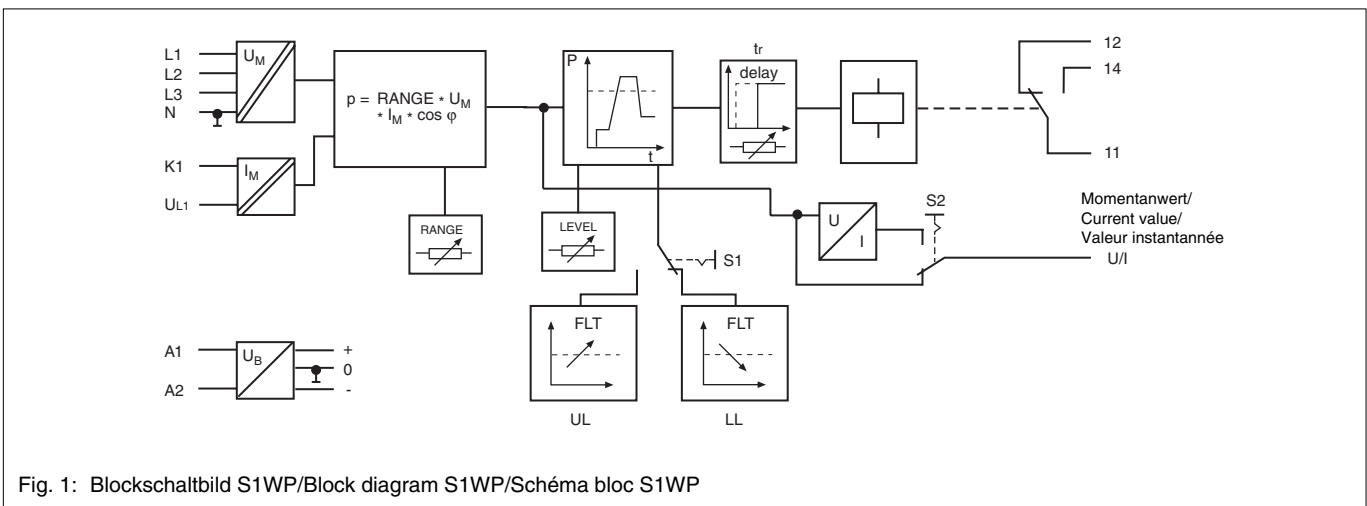 L1
L2
L3
N
U_M
K1
UL1
I_M
p = RANGE * U_M
* I_M * cos φ
RANGE
P
t
LEVEL
tr
delay
12
14
11
S1
S2
U
I
Momentanwert/
Current value/
Valeur instantannée
U/I
FLT
UL
FLT
LL
A1
A2
U_B
+
0
-
Fig. 1: Blockschaltbild S1WP/Block diagram S1WP/Schéma bloc S1WP